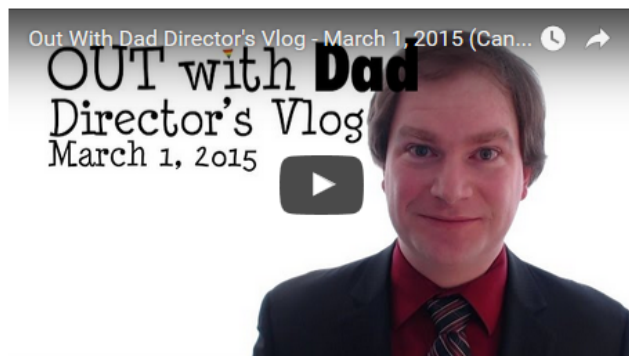 Out With Dad Director's Vlog - March 1, 2015 (Can...
OUT with Dad
Director's Vlog
March 1, 2015